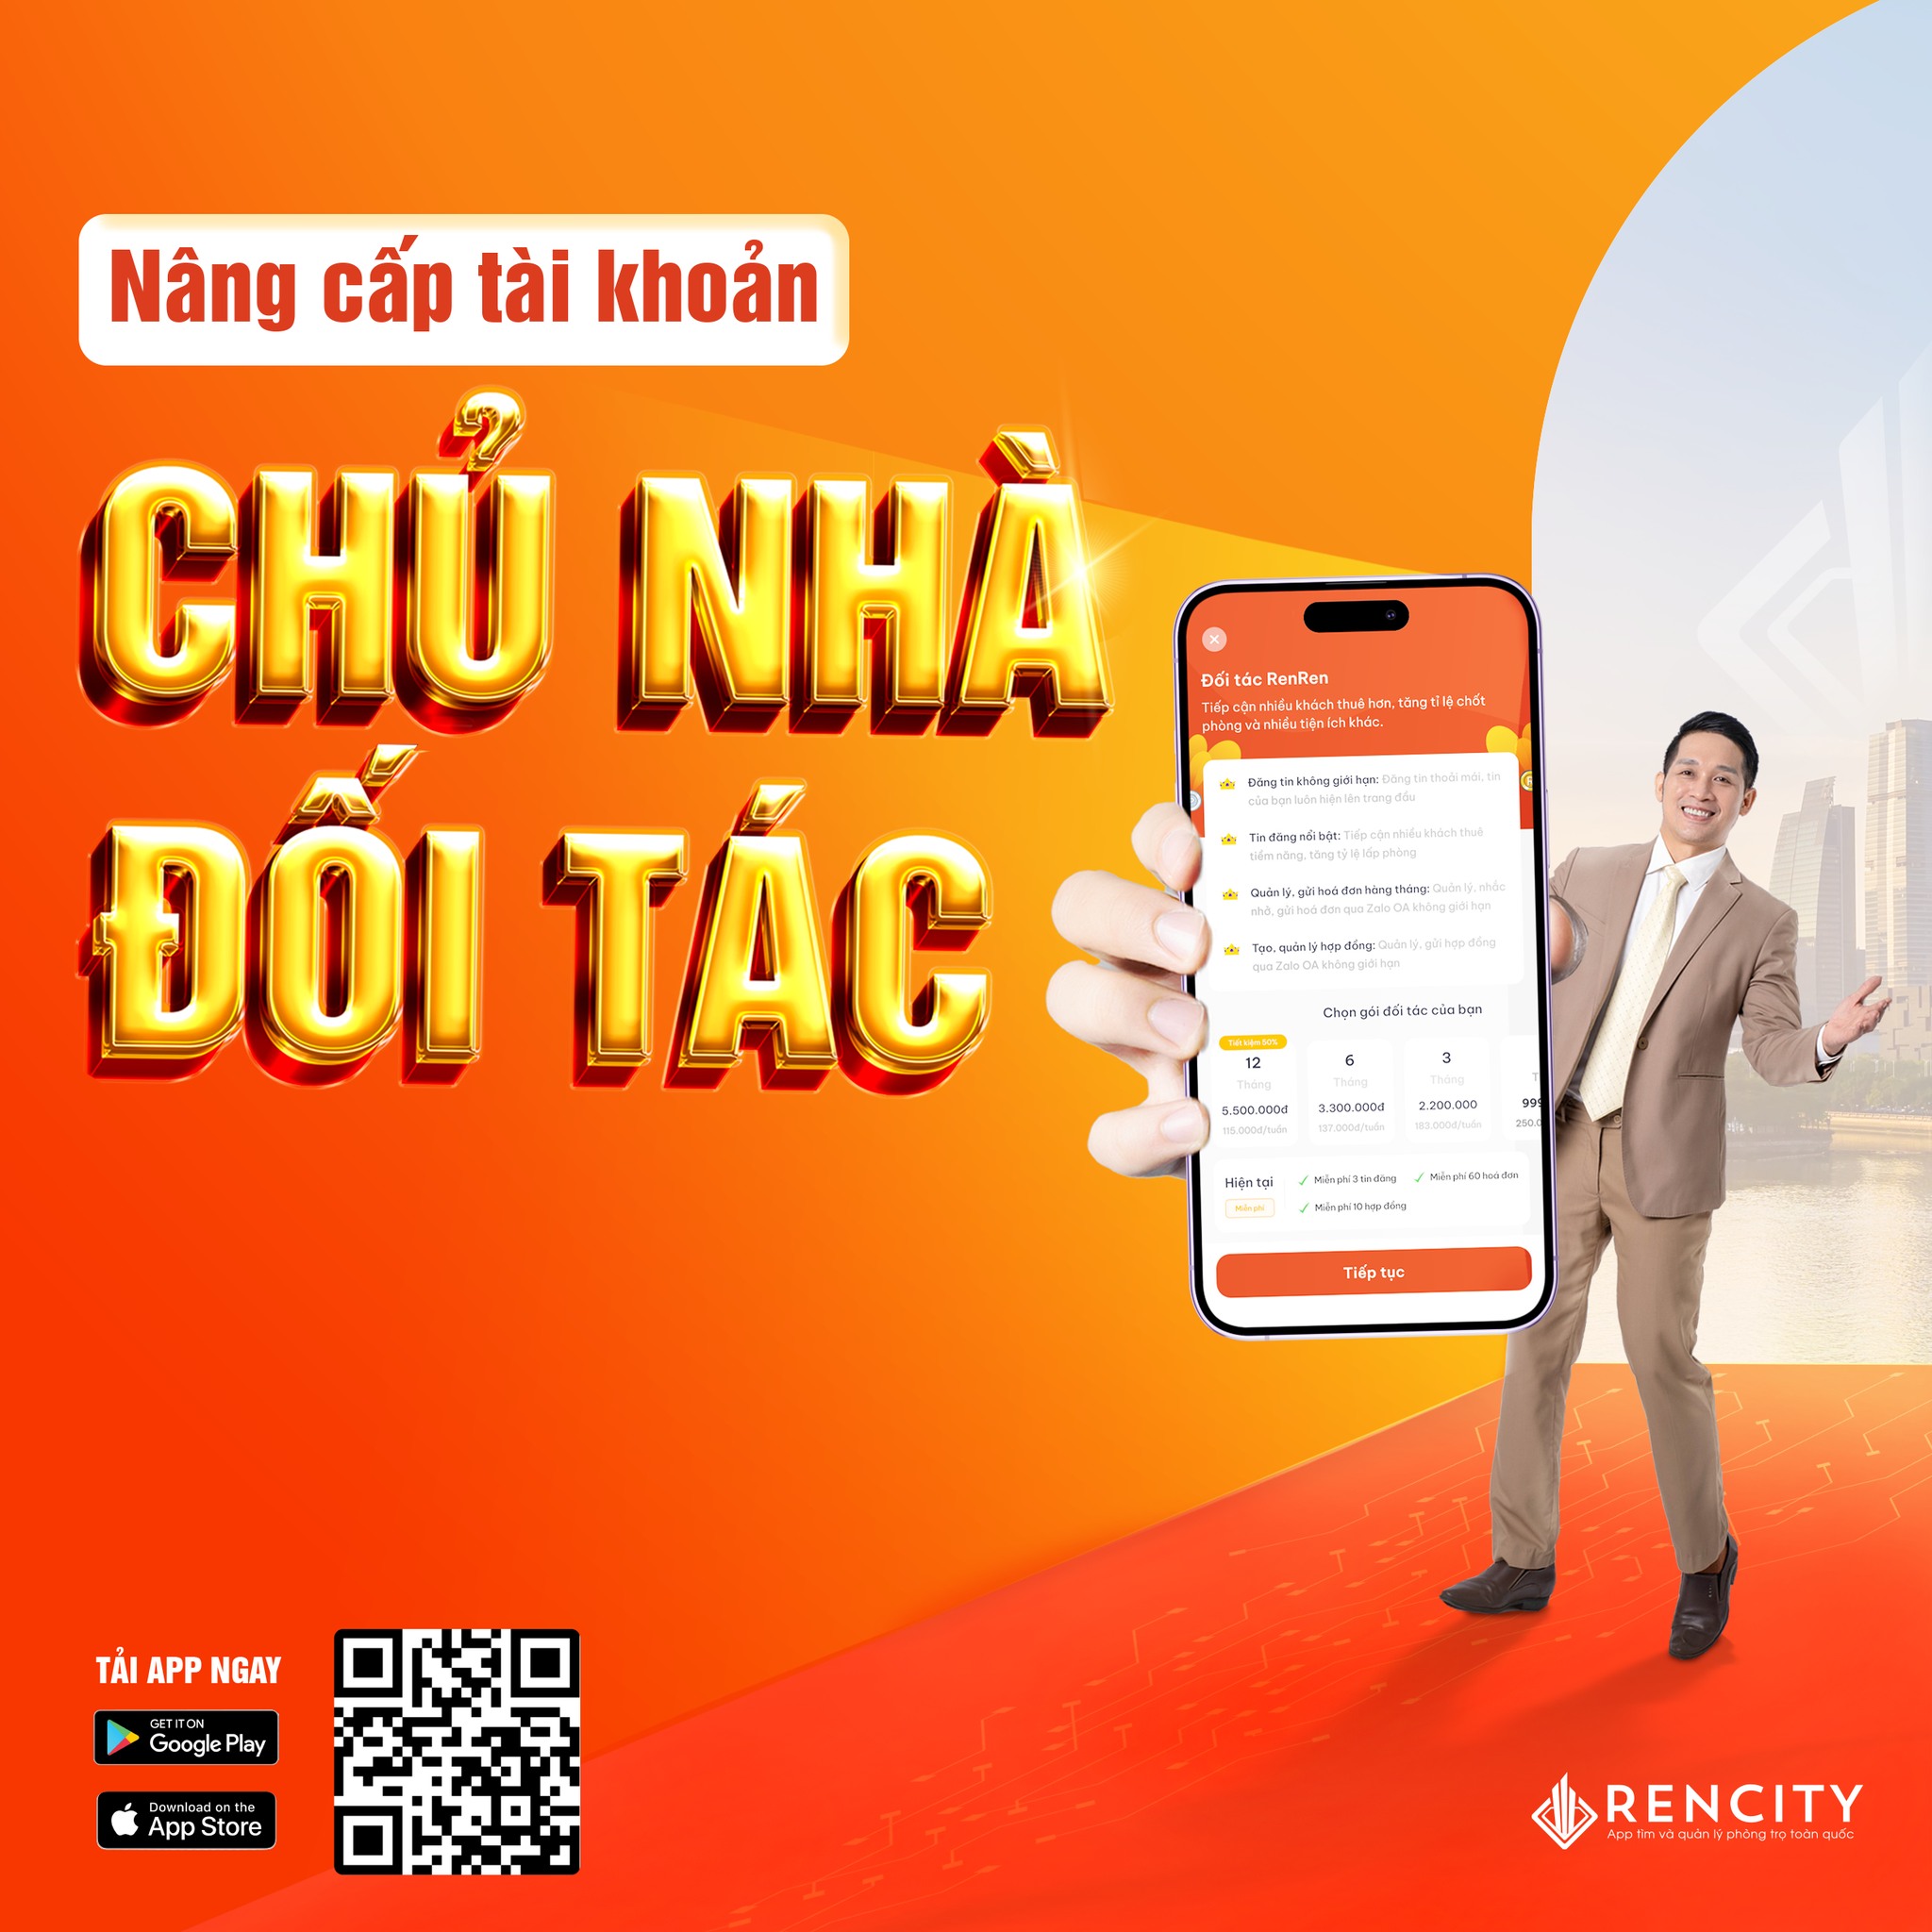 Nâng cấp tài khoản
CHỦ NHÀ
ĐỐI TÁC
Đối tác RenRen
Tiếp cận nhiều khách thuê hơn, tăng tỉ lệ chốt
phòng và nhiều tiện ích khác.
Đăng tin không giới hạn: Đăng tin thoải mái, tin
của bạn luôn hiện lên trang đầu
Tin đăng nổi bật: Tiếp cận nhiều khách thuê
tiềm năng, tăng tỷ lệ lấp phòng
Quản lý, gửi hoá đơn hàng tháng: Quản lý, nhắc
nhở, gửi hoá đơn qua Zalo OA không giới hạn
Tạo, quản lý hợp đồng: Quản lý, gửi hợp đồng
qua Zalo OA không giới hạn
Chọn gói đối tác của bạn
Tiết kiệm 50%
12 6 3
Tháng Tháng Tháng T
5.500.000đ 3.300.000đ 2.200.000 999
115.000đ/tuần 137.000đ/tuần 183.000đ/tuần 250.0
Hiện tại Miễn phí 3 tin đăng Miễn phí 60 hoá đơn
Miễn phí Miễn phí 10 hợp đồng
Tiếp tục
TẢI APP NGAY
GET IT ON
Google Play
Download on the
App Store
RENCITY
App tìm và quản lý phòng trọ toàn quốc